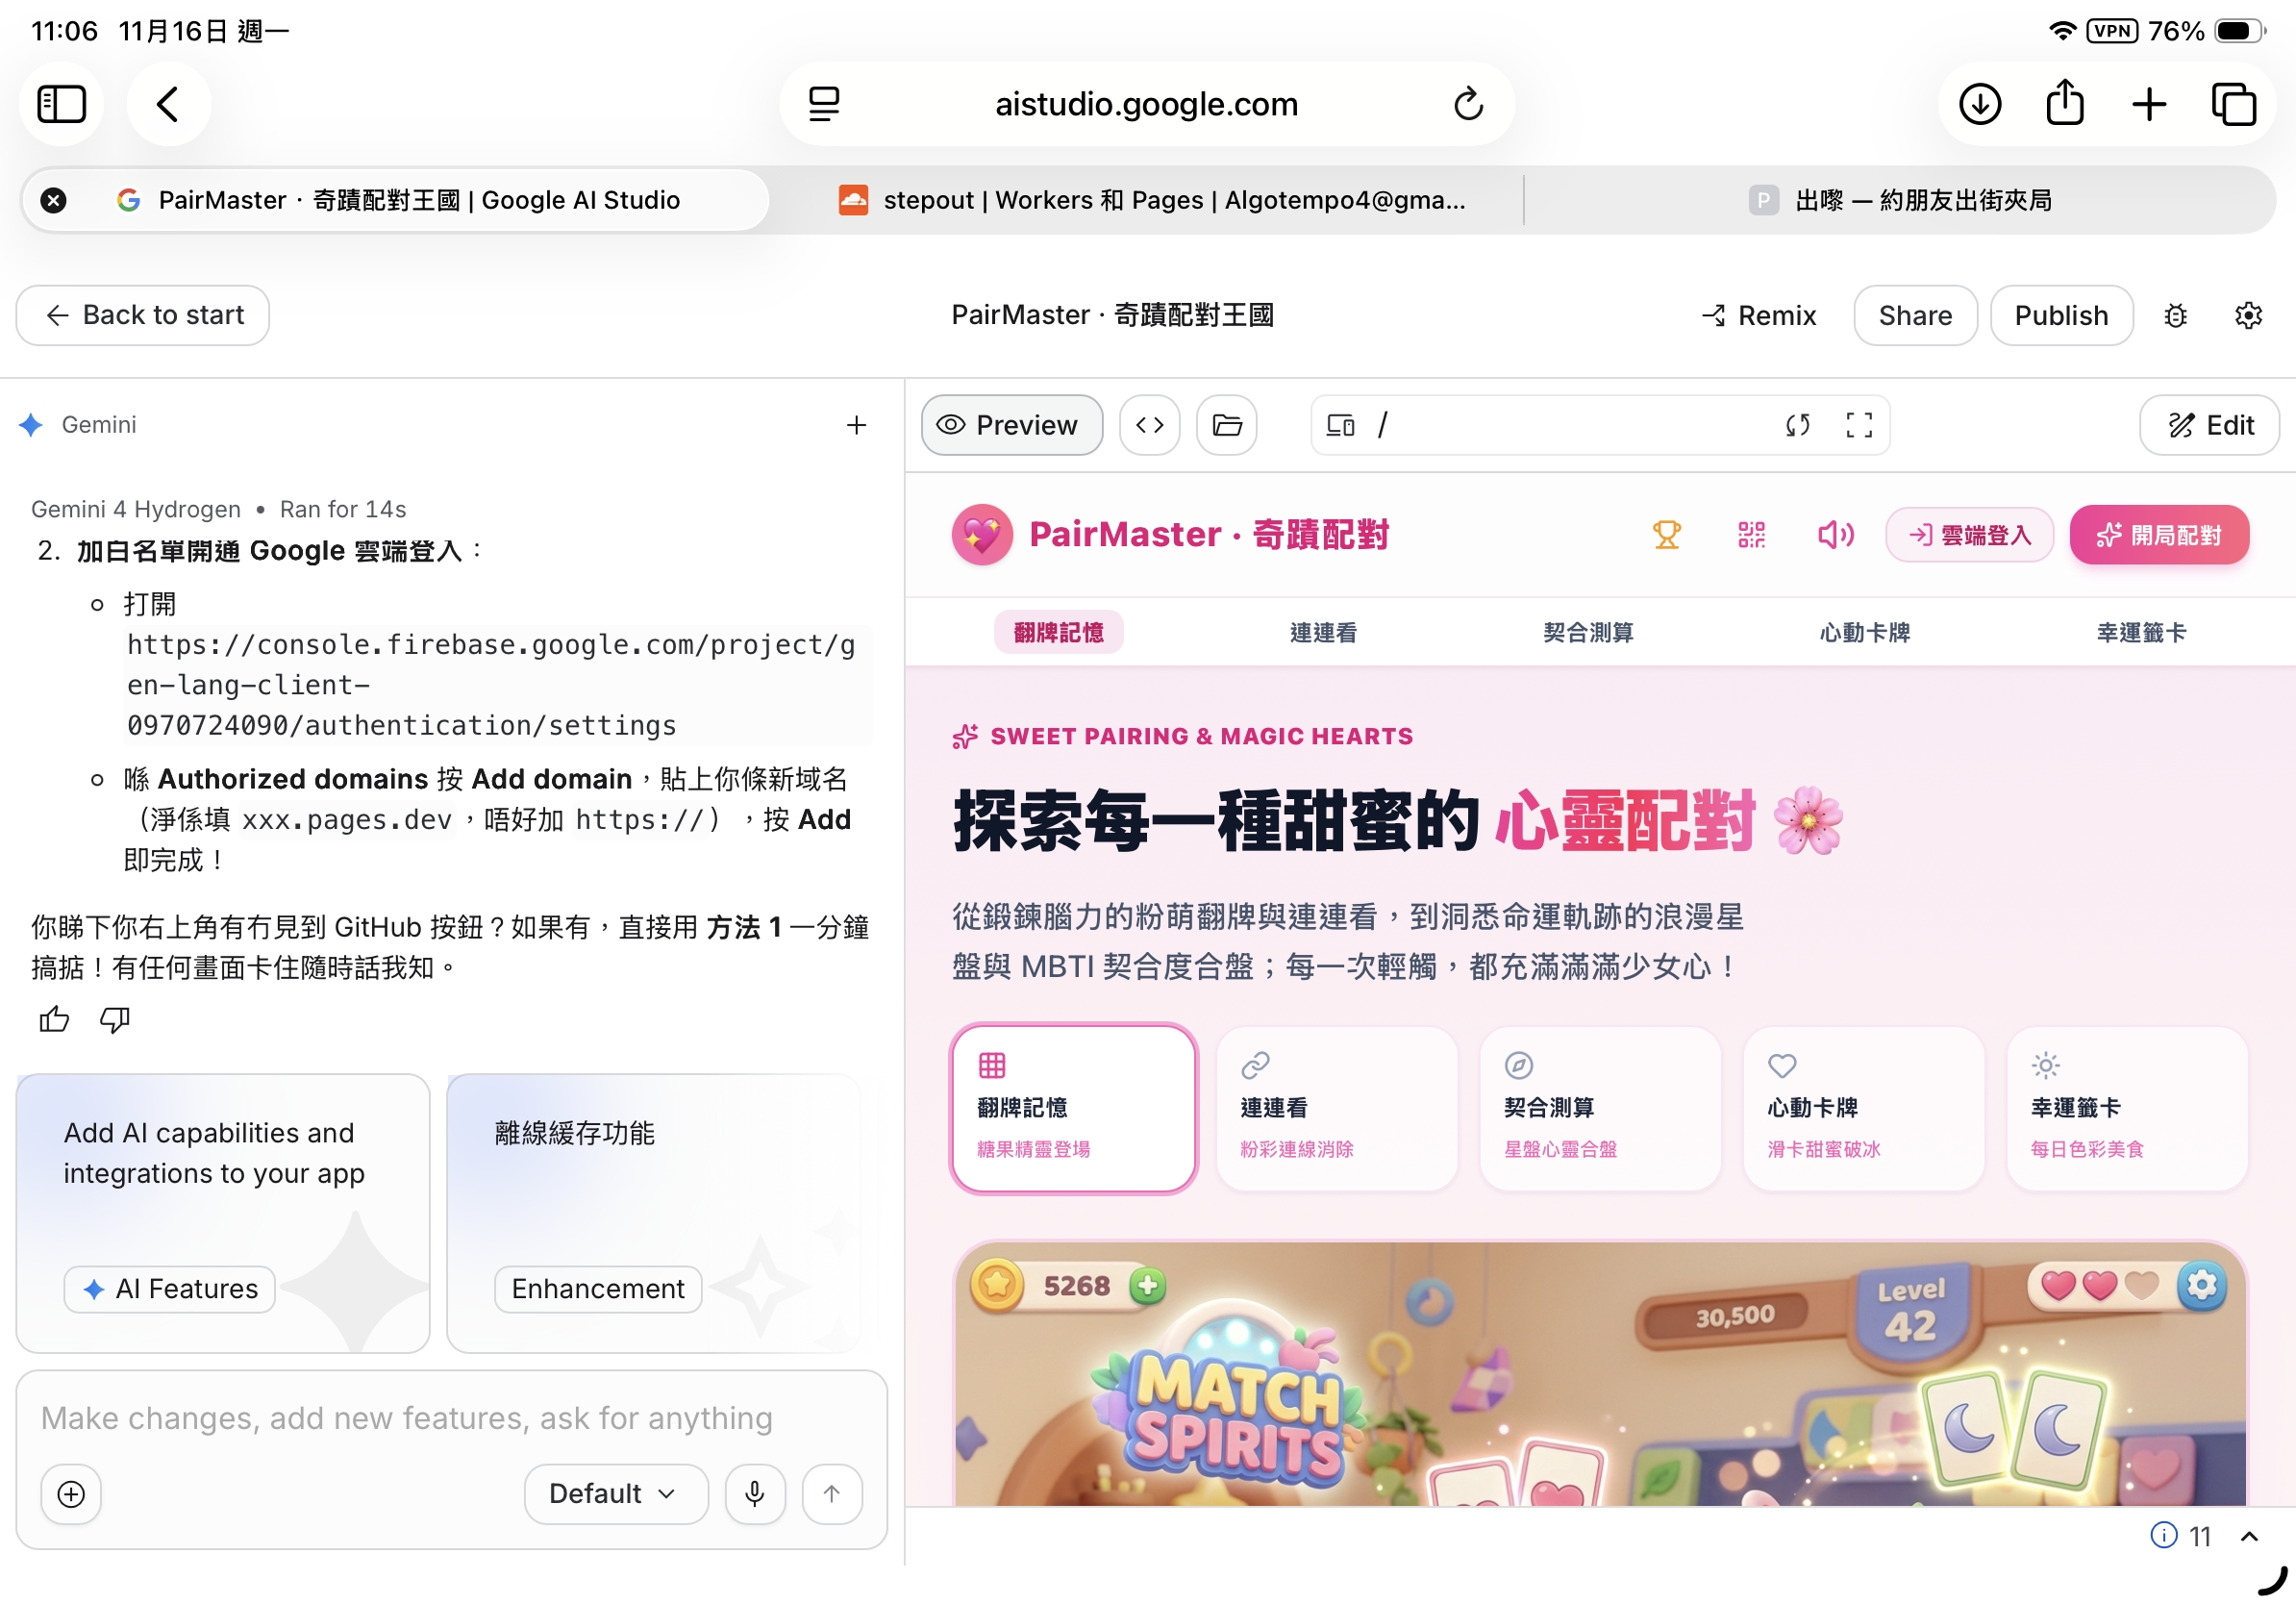 11:06 11月16日 週一
VPN 76%
aistudio.google.com
PairMaster · 奇蹟配對王國 | Google AI Studio
stepout | Workers 和 Pages | Algotempo4@gma...
P 出嚟 — 約朋友出街夾局
Back to start
PairMaster · 奇蹟配對王國
Remix
Share
Publish
Gemini
Gemini 4 Hydrogen • Ran for 14s
2. 加白名單開通 Google 雲端登入：
打開
https://console.firebase.google.com/project/g
en-lang-client-
0970724090/authentication/settings
喺 Authorized domains 按 Add domain，貼上你條新域名
（淨係填 xxx.pages.dev，唔好加 https://），按 Add
即完成！
你睇下你右上角有冇見到 GitHub 按鈕？如果有，直接用 方法 1 一分鐘
搞掂！有任何畫面卡住隨時話我知。
Add AI capabilities and
integrations to your app
AI Features
離線緩存功能
Enhancement
Make changes, add new features, ask for anything
Default
Preview
/
Edit
PairMaster · 奇蹟配對
雲端登入
開局配對
翻牌記憶
連連看
契合測算
心動卡牌
幸運籤卡
SWEET PAIRING & MAGIC HEARTS
探索每一種甜蜜的 心靈配對 🌸
從鍛鍊腦力的粉萌翻牌與連連看，到洞悉命運軌跡的浪漫星
盤與 MBTI 契合度合盤；每一次輕觸，都充滿滿滿少女心！
翻牌記憶
糖果精靈登場
連連看
粉彩連線消除
契合測算
星盤心靈合盤
心動卡牌
滑卡甜蜜破冰
幸運籤卡
每日色彩美食
5268
30,500
Level
42
MATCH
SPIRITS
11